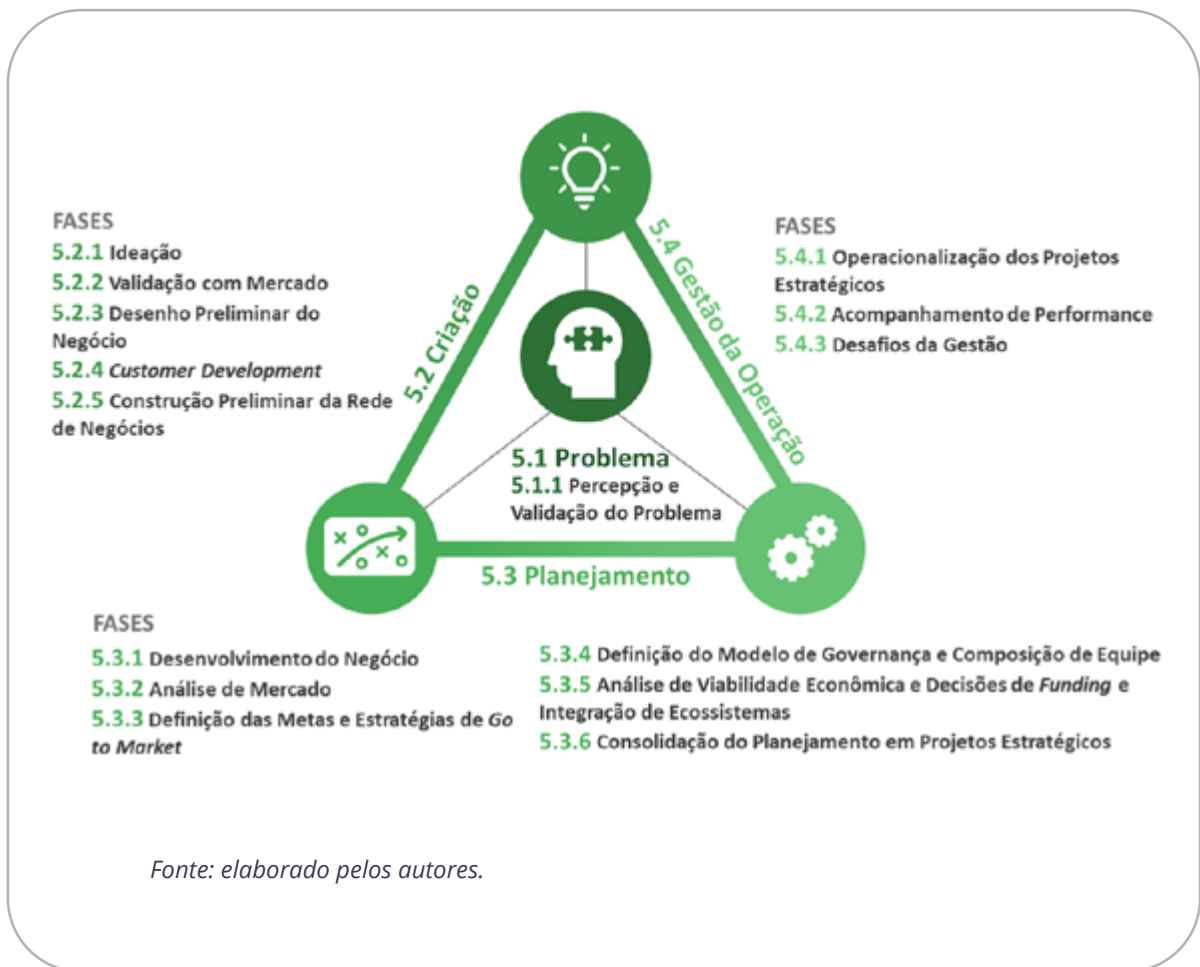 FASES
5.2.1 Ideação
5.2.2 Validação com Mercado
5.2.3 Desenho Preliminar do
Negócio
5.2.4 Customer Development
5.2.5 Construção Preliminar da Rede
de Negócios
5.2 Criação
5.4 Gestão da Operação
FASES
5.4.1 Operacionalização dos Projetos
Estratégicos
5.4.2 Acompanhamento de Performance
5.4.3 Desafios da Gestão
5.1 Problema
5.1.1 Percepção e
Validação do Problema
5.3 Planejamento
FASES
5.3.1 Desenvolvimento do Negócio
5.3.2 Análise de Mercado
5.3.3 Definição das Metas e Estratégias de Go
to Market
5.3.4 Definição do Modelo de Governança e Composição de Equipe
5.3.5 Análise de Viabilidade Econômica e Decisões de Funding e
Integração de Ecossistemas
5.3.6 Consolidação do Planejamento em Projetos Estratégicos
Fonte: elaborado pelos autores.